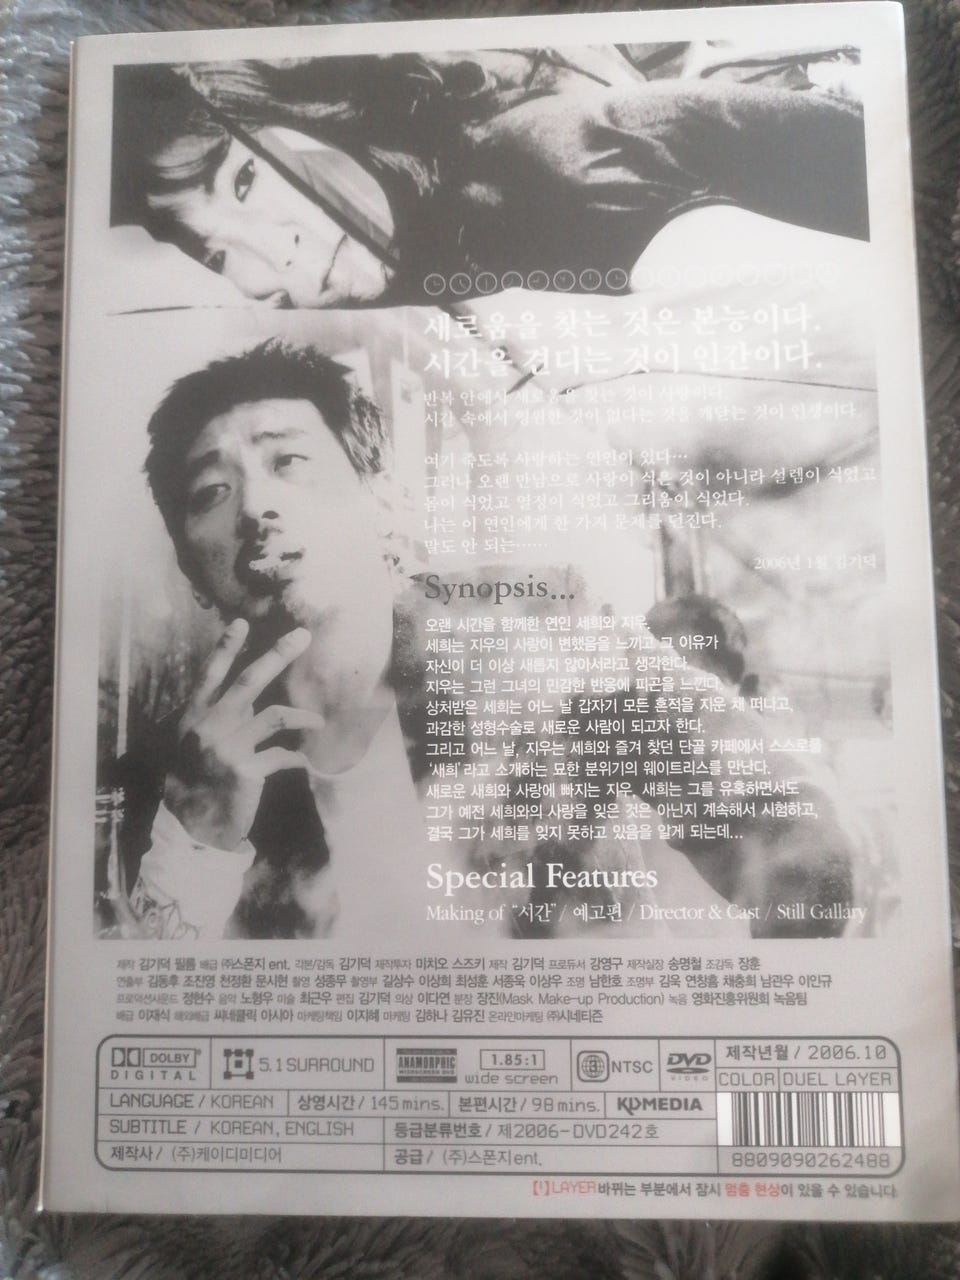 새로움을 찾는 것은 본능이다.
시간을 견디는 것이 인간이다.
반복 안에서 새로움을 찾는 것이 사랑이다.
시간 속에서 영원한 것이 없다는 것을 깨닫는 것이 인생이다.
여기 죽도록 사랑하는 연인이 있다…
그러나 오랜 만남으로 사랑이 식은 것이 아니라 설렘이 식었고
몸이 식었고 열정이 식었고 그리움이 식었다.
나는 이 연인에게 한 가지 문제를 던진다.
말도 안 되는……
2006년 1월 김기덕
Synopsis...
오랜 시간을 함께한 연인 세희와 지우.
세희는 지우의 사랑이 변했음을 느끼고 그 이유가
자신이 더 이상 새롭지 않아서라고 생각한다.
지우는 그런 그녀의 민감한 반응에 피곤을 느낀다.
상처받은 세희는 어느 날 갑자기 모든 흔적을 지운 채 떠나고,
과감한 성형수술로 새로운 사람이 되고자 한다.
그리고 어느 날, 지우는 세희와 즐겨 찾던 단골 카페에서 스스로를
‘새희’라고 소개하는 묘한 분위기의 웨이트리스를 만난다.
새로운 새희와 사랑에 빠지는 지우, 새희는 그를 유혹하면서도
그가 예전 세희와의 사랑을 잊은 것은 아닌지 계속해서 시험하고,
결국 그가 세희를 잊지 못하고 있음을 알게 되는데...
Special Features
Making of “시간” / 예고편 / Director & Cast / Still Gallary
제작 김기덕 필름 배급 (주)스폰지 ent. 각본/감독 김기덕 제작투자 미치오 스즈키 제작 김기덕 프로듀서 강영구 제작실장 송명철 조감독 장훈
연출부 김동후 조진영 천정환 문시현 촬영 성종무 촬영부 갈상수 이상희 최성훈 서종욱 이상우 조명 남한호 조명부 김욱 연창흠 채충희 남관우 이인규
프로덕션사운드 정현수 음악 노형우 미술 최근우 편집 김기덕 의상 이다연 분장 장진(Mask Make-up Production) 녹음 영화진흥위원회 녹음팀
배급 이재식 해외배급 씨네클릭 아시아 마케팅책임 이지혜 마케팅 김하나 김유진 온라인마케팅 (주)시네티즌
DOLBY DIGITAL 5.1 SURROUND ANAMORPHIC 1.85:1 wide screen 3 NTSC DVD VIDEO 제작년월 / 2006.10
COLOR DUEL LAYER
LANGUAGE / KOREAN 상영시간 / 145 mins. 본편시간 / 98 mins. KDMEDIA
SUBTITLE / KOREAN, ENGLISH 등급분류번호 / 제2006-DVD242호
제작사 / (주)케이디미디어 공급 / (주)스폰지 ent. 8809090262488
[!] LAYER 바뀌는 부분에서 잠시 멈춤 현상이 있을 수 있습니다.